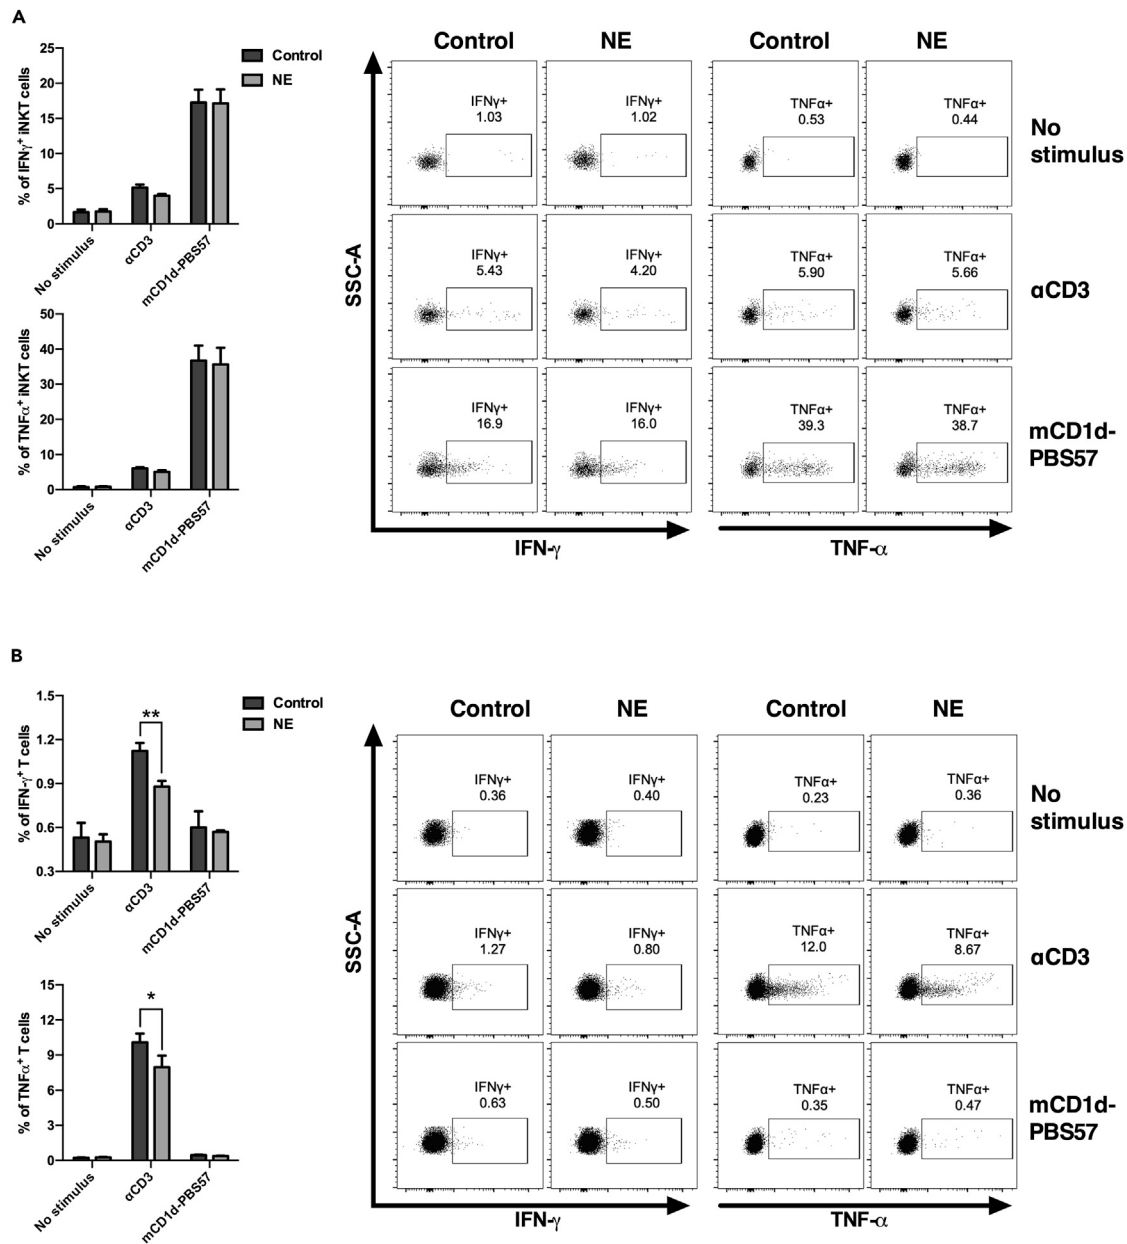 A
25
20
15
10
5
0
% of IFNγ+ iNKT cells
No stimulus
αCD3
mCD1d-PBS57
Control
NE
50
40
30
20
10
0
% of TNFα+ iNKT cells
No stimulus
αCD3
mCD1d-PBS57
Control NE Control NE
IFNγ+ IFNγ+ TNFα+ TNFα+
1.03 1.02 0.53 0.44
No
stimulus
IFNγ+ IFNγ+ TNFα+ TNFα+
5.43 4.20 5.90 5.66
αCD3
IFNγ+ IFNγ+ TNFα+ TNFα+
16.9 16.0 39.3 38.7
mCD1d-
PBS57
SSC-A
IFN-γ TNF-α
B
1.5
1.2
0.9
0.6
0.3
% of IFN-γ+ T cells
**
No stimulus
αCD3
mCD1d-PBS57
Control
NE
15
12
9
6
3
0
% of TNFα+ T cells
*
No stimulus
αCD3
mCD1d-PBS57
Control NE Control NE
IFNγ+ IFNγ+ TNFα+ TNFα+
0.36 0.40 0.23 0.36
No
stimulus
IFNγ+ IFNγ+ TNFα+ TNFα+
1.27 0.80 12.0 8.67
αCD3
IFNγ+ IFNγ+ TNFα+ TNFα+
0.63 0.50 0.35 0.47
mCD1d-
PBS57
SSC-A
IFN-γ TNF-α